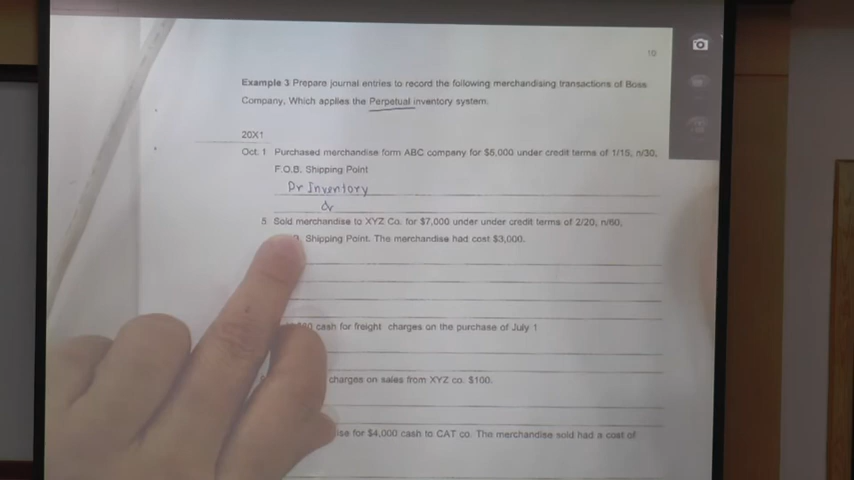 10
Example 3 Prepare journal entries to record the following merchandising transactions of Boss
Company, Which applies the Perpetual inventory system.
20X1
Oct. 1 Purchased merchandise form ABC company for $5,000 under credit terms of 1/15, n/30,
F.O.B. Shipping Point
Dr Inventory
5 Sold merchandise to XYZ Co. for $7,000 under under credit terms of 2/20, n/60,
Shipping Point. The merchandise had cost $3,000.
cash for freight charges on the purchase of July 1
charges on sales from XYZ co. $100.
for $4,000 cash to CAT co. The merchandise sold had a cost of